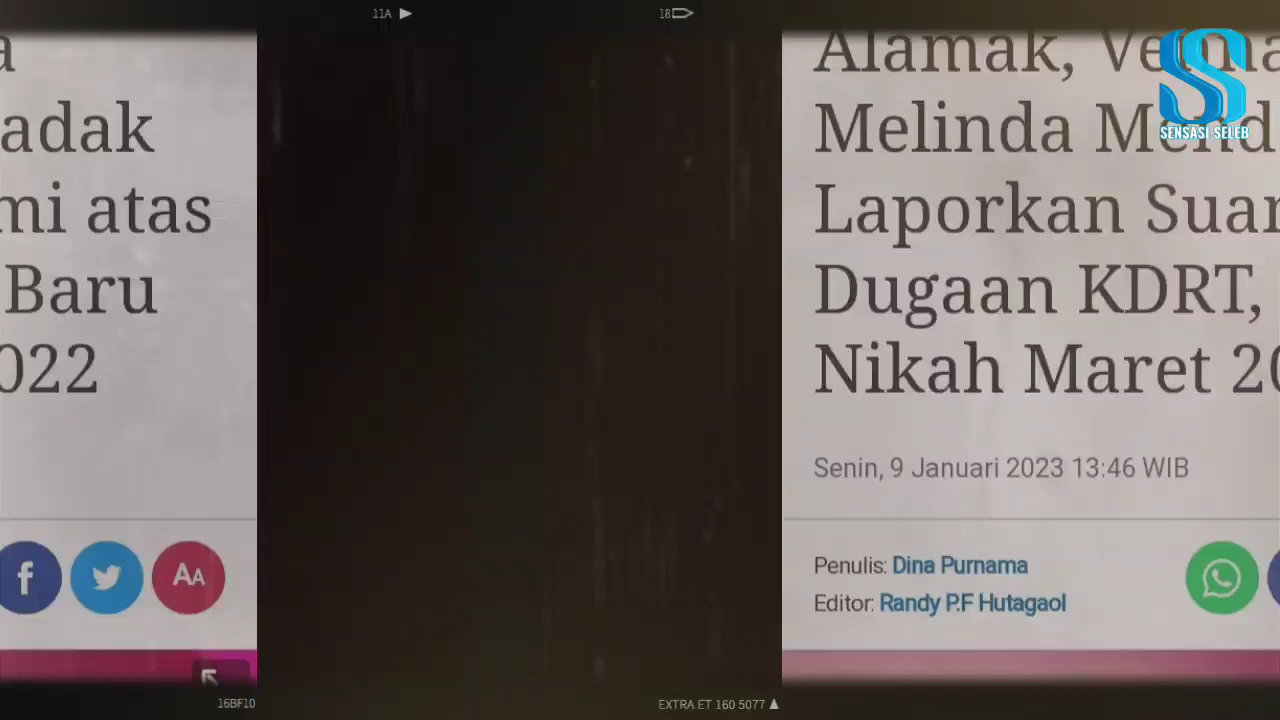 11A
18
adak
mi atas
Baru
022
AA
16BF10
EXTRA ET 160 5077
Alamak,
Melinda
Laporkan
Dugaan KDRT,
Nikah Maret
Senin, 9 Januari 2023 13:46 WIB
Penulis: Dina Purnama
Editor: Randy P.F Hutagaol
SENSASI SELEB